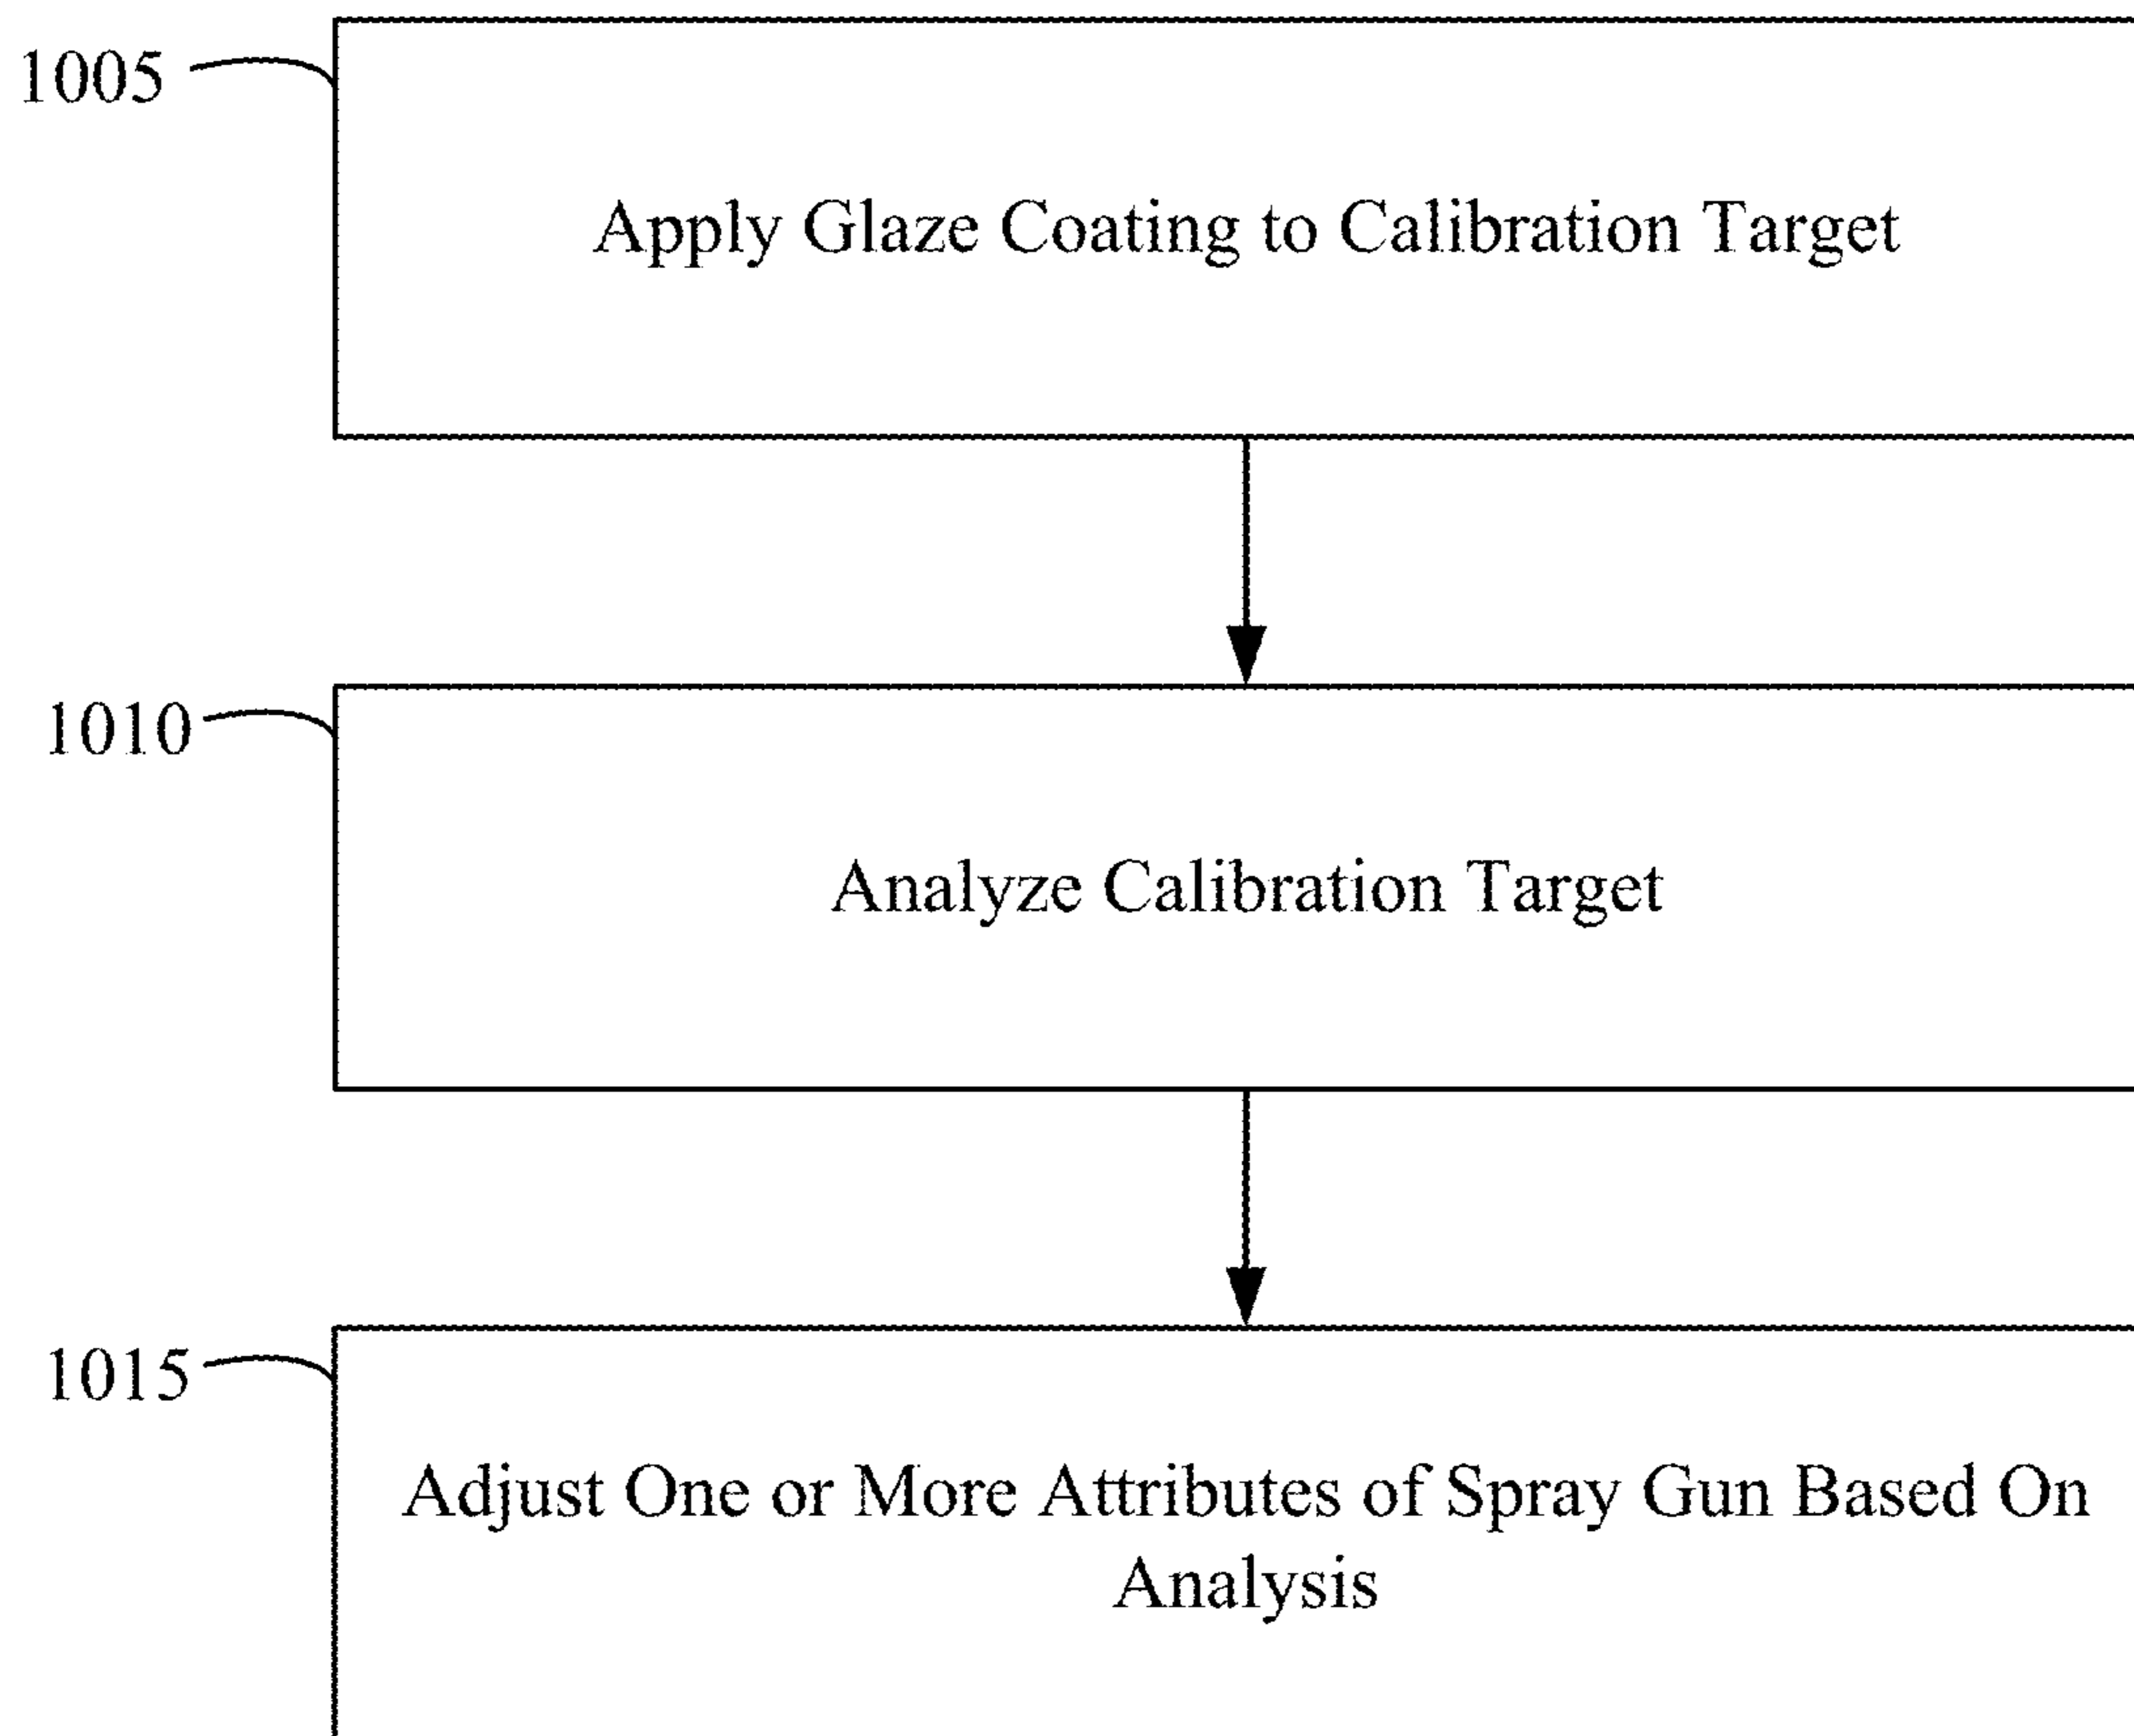 1005
Apply Glaze Coating to Calibration Target
1010
Analyze Calibration Target
1015
Adjust One or More Attributes of Spray Gun Based On
Analysis